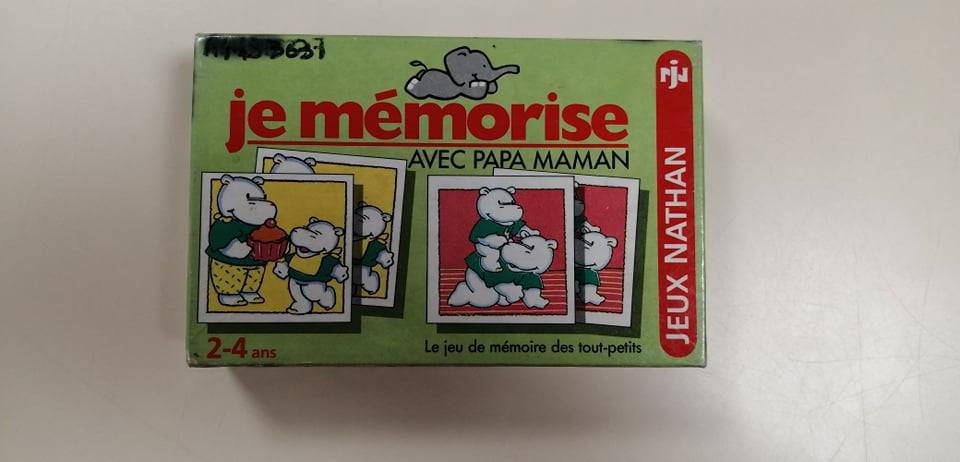 je mémorise
AVEC PAPA MAMAN
2-4 ans
Le jeu de mémoire des tout-petits
JEUX NATHAN